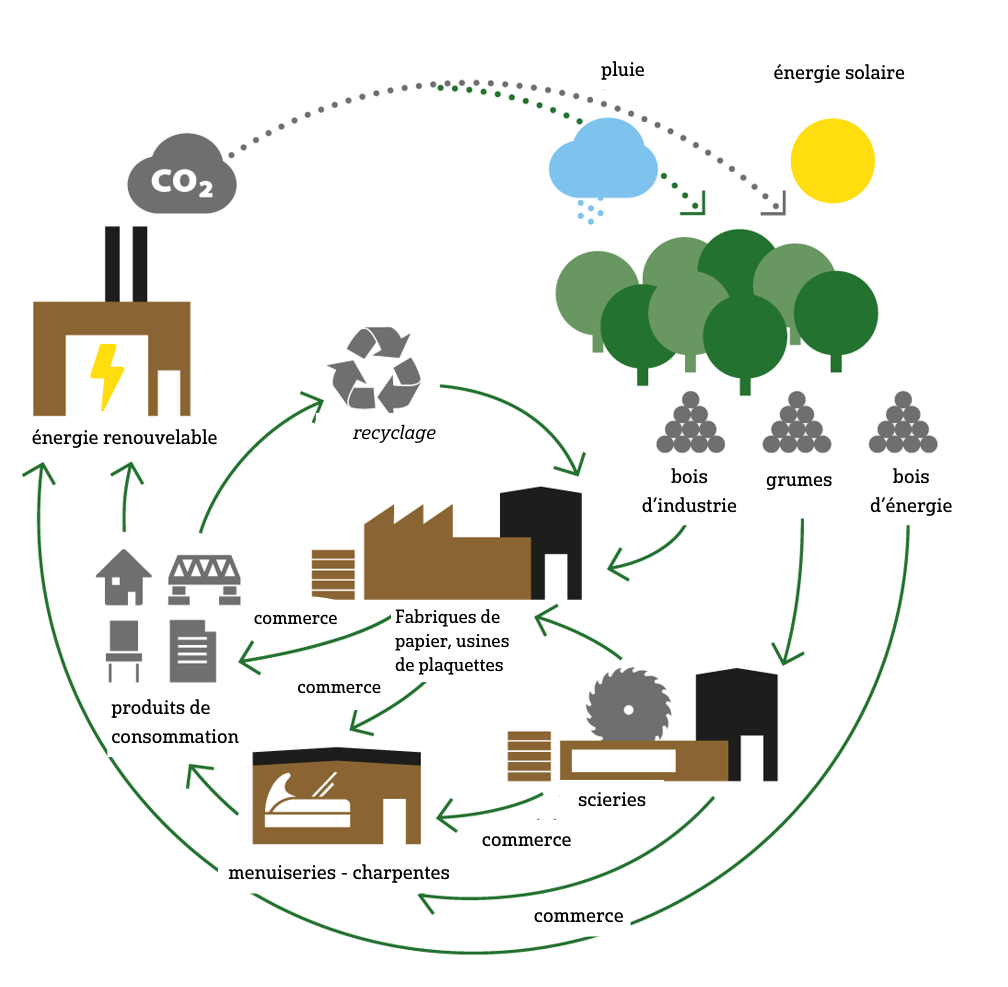 pluie
énergie solaire
CO2
énergie renouvelable
recyclage
bois
d’industrie
grumes
bois
d’énergie
commerce
Fabriques de
papier, usines
de plaquettes
commerce
produits de
consommation
scieries
commerce
menuiseries - charpentes
commerce